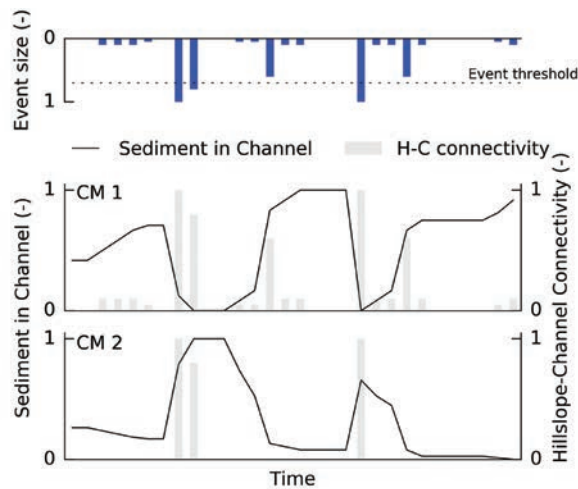 Event size (-)
0
1
Event threshold
Sediment in Channel
H-C connectivity
Sediment in Channel (-)
Hillslope-Channel Connectivity (-)
1
CM 1
1
0
0
1
CM 2
1
0
0
Time